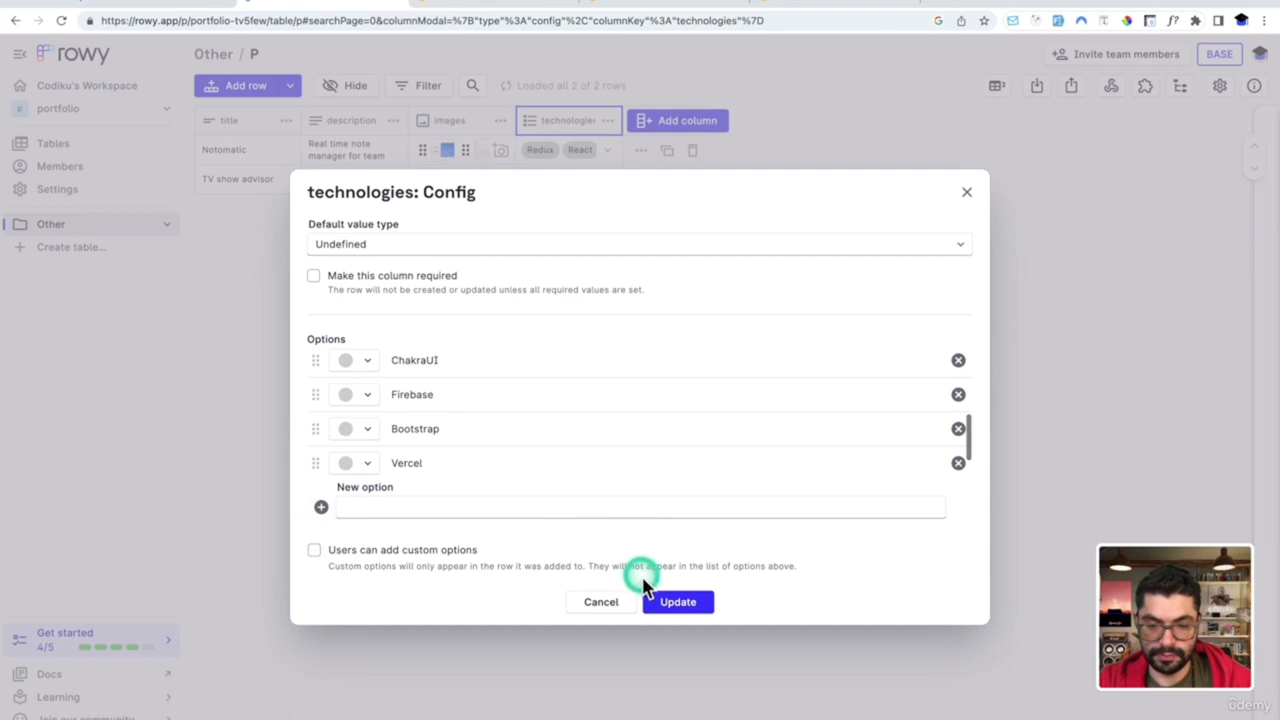 https://rowy.app/p/portfolio-tv5few/table/p#searchPage=0&columnModal=%7B"type"%3A"config"%2C"columnKey"%3A"technologies"%7D
rowy
Other / P
Invite team members
BASE
Codiku's Workspace
Add row
Hide
Filter
Loaded all 2 of 2 rows
p
portfolio
title
description
images
technologies
Add column
Tables
Notomatic
Real time note
manager for team
Redux
React
Members
TV show advisor
Settings
Other
Create table...
technologies: Config
Default value type
Undefined
Make this column required
The row will not be created or updated unless all required values are set.
Options
ChakraUI
Firebase
Bootstrap
Vercel
New option
Users can add custom options
Custom options will only appear in the row it was added to. They will not appear in the list of options above.
Cancel
Update
Get started
4/5
Docs
Learning
Join our community
ûdemy